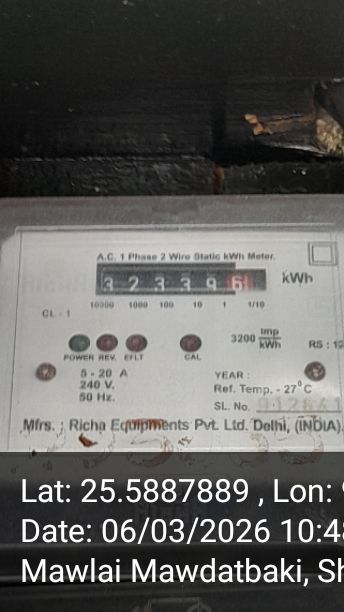 A.C. 1 Phase 2 Wire Static kWh Meter.
3 2 3 3 9 6 kWh
10000 1000 100 10 1 1/10
CL - 1
3200 imp/kWh
RS : 12
POWER REV. EFLT CAL
5 - 20 A
240 V.
50 Hz.
YEAR :
Ref. Temp. - 27°C
SL. No.
Mfrs. : Richa Equipments Pvt. Ltd. Delhi, (INDIA)
Lat: 25.5887889 , Lon:
Date: 06/03/2026 10:48
Mawlai Mawdatbaki, Sh